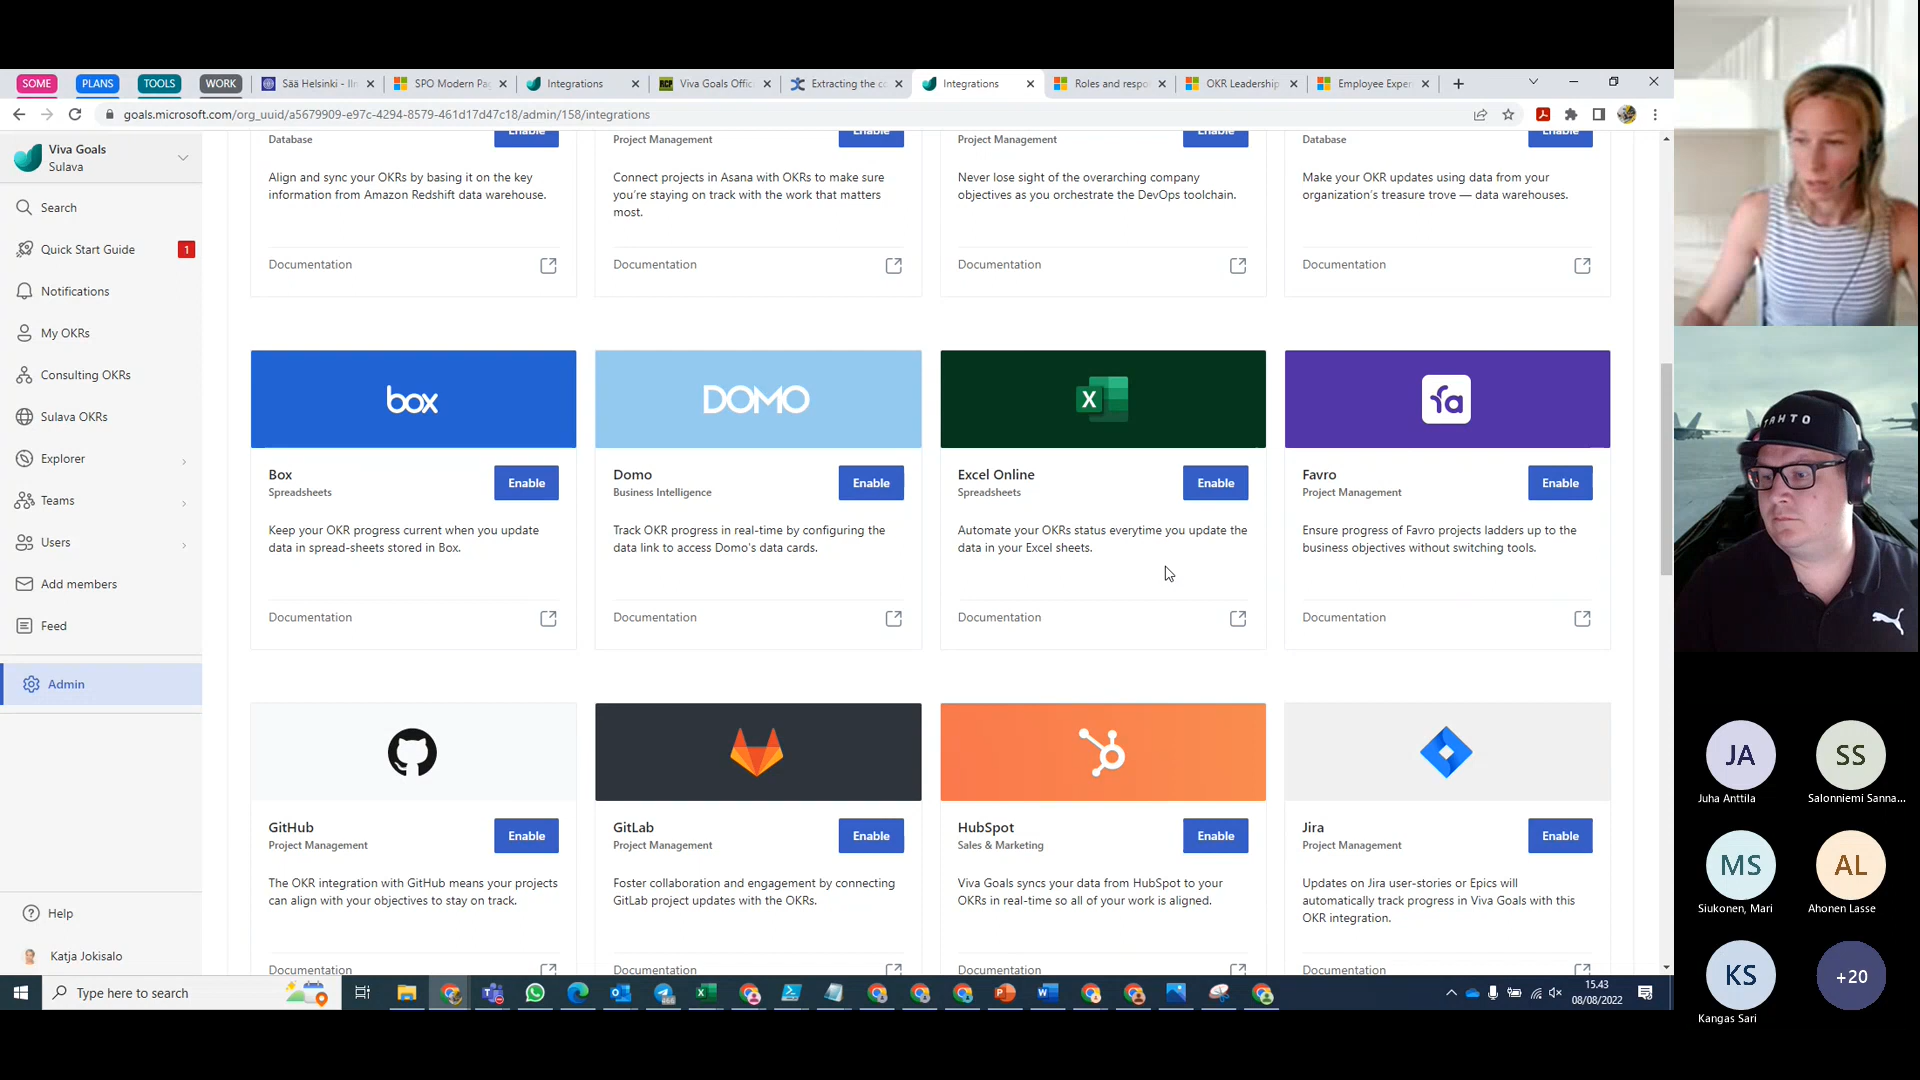 SOME
PLANS
TOOLS
WORK
Sää Helsinki - Iln
SPO Modern Pa
Integrations
Viva Goals Offic
Extracting the co
Integrations
Roles and respo
OKR Leadership
Employee Exper
goals.microsoft.com/org_uuid/a5679909-e97c-4294-8579-461d17d47c18/admin/158/integrations
Viva Goals
Sulava
Search
Quick Start Guide
1
Notifications
My OKRs
Consulting OKRs
Sulava OKRs
Explorer
Teams
Users
Add members
Feed
Admin
Help
Katja Jokisalo
Database
Enable
Align and sync your OKRs by basing it on the key
information from Amazon Redshift data warehouse.
Documentation
Project Management
Enable
Connect projects in Asana with OKRs to make sure
you're staying on track with the work that matters
most.
Documentation
Project Management
Enable
Never lose sight of the overarching company
objectives as you orchestrate the DevOps toolchain.
Documentation
Database
Enable
Make your OKR updates using data from your
organization's treasure trove — data warehouses.
Documentation
box
Box
Spreadsheets
Enable
Keep your OKR progress current when you update
data in spread-sheets stored in Box.
Documentation
DOMO
Domo
Business Intelligence
Enable
Track OKR progress in real-time by configuring the
data link to access Domo's data cards.
Documentation
X
Excel Online
Spreadsheets
Enable
Automate your OKRs status everytime you update the
data in your Excel sheets.
Documentation
fa
Favro
Project Management
Enable
Ensure progress of Favro projects ladders up to the
business objectives without switching tools.
Documentation
GitHub
Project Management
Enable
The OKR integration with GitHub means your projects
can align with your objectives to stay on track.
Documentation
GitLab
Project Management
Enable
Foster collaboration and engagement by connecting
GitLab project updates with the OKRs.
Documentation
HubSpot
Sales & Marketing
Enable
Viva Goals syncs your data from HubSpot to your
OKRs in real-time so all of your work is aligned.
Documentation
Jira
Project Management
Enable
Updates on Jira user-stories or Epics will
automatically track progress in Viva Goals with this
OKR integration.
Documentation
Type here to search
15.43
08/08/2022
TAHTO
JA
Juha Anttila
SS
Salonniemi Sanna...
MS
Siukonen, Mari
AL
Ahonen Lasse
KS
Kangas Sari
+20